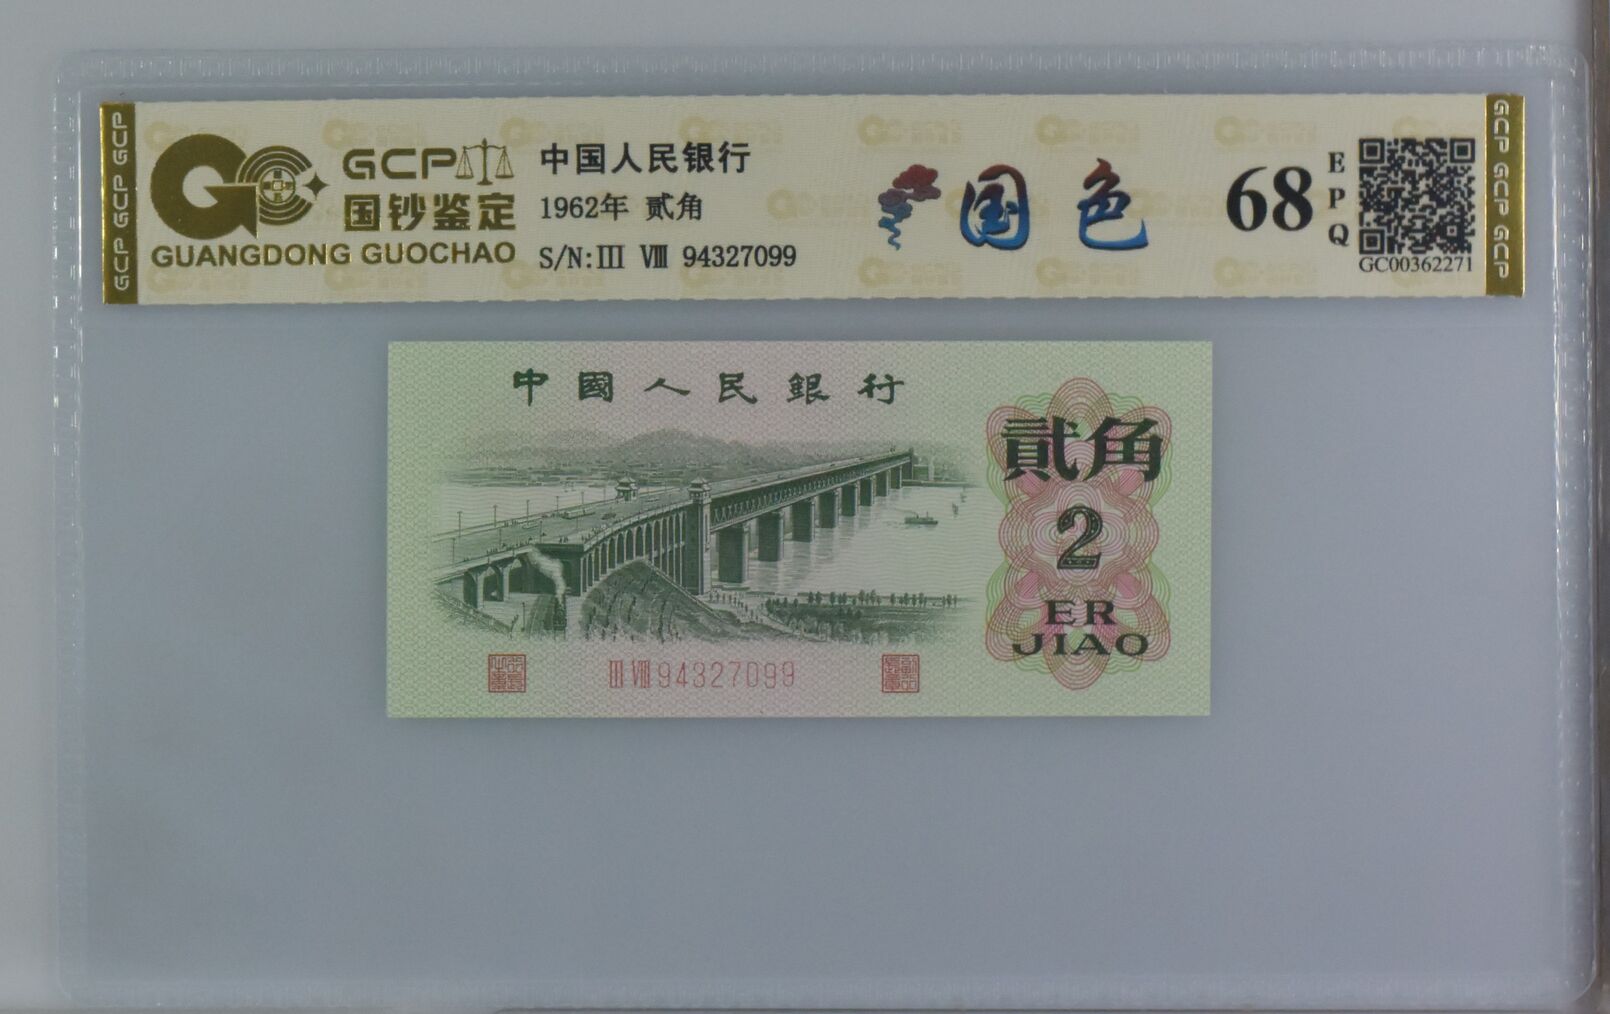 GCP GCP GCP
GCP
国钞鉴定
GUANGDONG GUOCHAO
中国人民银行
1962年 贰角
S/N:III VIII 94327099
国色
68
EPQ
GC00362271
GCP GCP GCP
中國人民銀行
貳角
2
ER
JIAO
III VIII 94327099